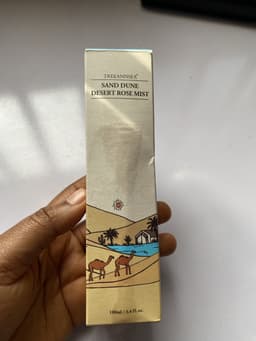 SAND DUNE
DESERT ROSE MIST
100ml / 3.4 fl.oz.